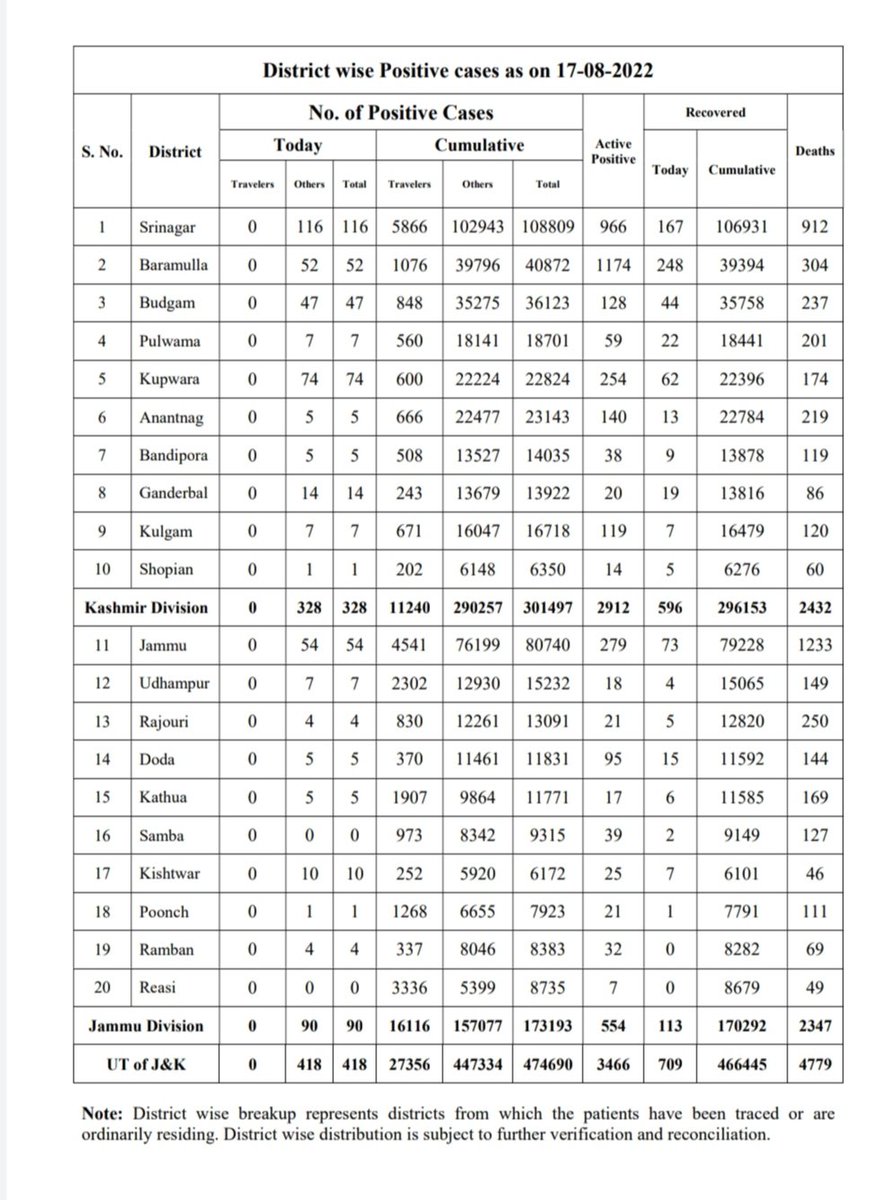 District wise Positive cases as on 17-08-2022
S. No. District No. of Positive Cases Active Positive Recovered Deaths
Today Cumulative Today Cumulative
Travelers Others Total Travelers Others Total
1 Srinagar 0 116 116 5866 102943 108809 966 167 106931 912
2 Baramulla 0 52 52 1076 39796 40872 1174 248 39394 304
3 Budgam 0 47 47 848 35275 36123 128 44 35758 237
4 Pulwama 0 7 7 560 18141 18701 59 22 18441 201
5 Kupwara 0 74 74 600 22224 22824 254 62 22396 174
6 Anantnag 0 5 5 666 22477 23143 140 13 22784 219
7 Bandipora 0 5 5 508 13527 14035 38 9 13878 119
8 Ganderbal 0 14 14 243 13679 13922 20 19 13816 86
9 Kulgam 0 7 7 671 16047 16718 119 7 16479 120
10 Shopian 0 1 1 202 6148 6350 14 5 6276 60
Kashmir Division 0 328 328 11240 290257 301497 2912 596 296153 2432
11 Jammu 0 54 54 4541 76199 80740 279 73 79228 1233
12 Udhampur 0 7 7 2302 12930 15232 18 4 15065 149
13 Rajouri 0 4 4 830 12261 13091 21 5 12820 250
14 Doda 0 5 5 370 11461 11831 95 15 11592 144
15 Kathua 0 5 5 1907 9864 11771 17 6 11585 169
16 Samba 0 0 0 973 8342 9315 39 2 9149 127
17 Kishtwar 0 10 10 252 5920 6172 25 7 6101 46
18 Poonch 0 1 1 1268 6655 7923 21 1 7791 111
19 Ramban 0 4 4 337 8046 8383 32 0 8282 69
20 Reasi 0 0 0 3336 5399 8735 7 0 8679 49
Jammu Division 0 90 90 16116 157077 173193 554 113 170292 2347
UT of J&K 0 418 418 27356 447334 474690 3466 709 466445 4779
Note: District wise breakup represents districts from which the patients have been traced or are
ordinarily residing. District wise distribution is subject to further verification and reconciliation.